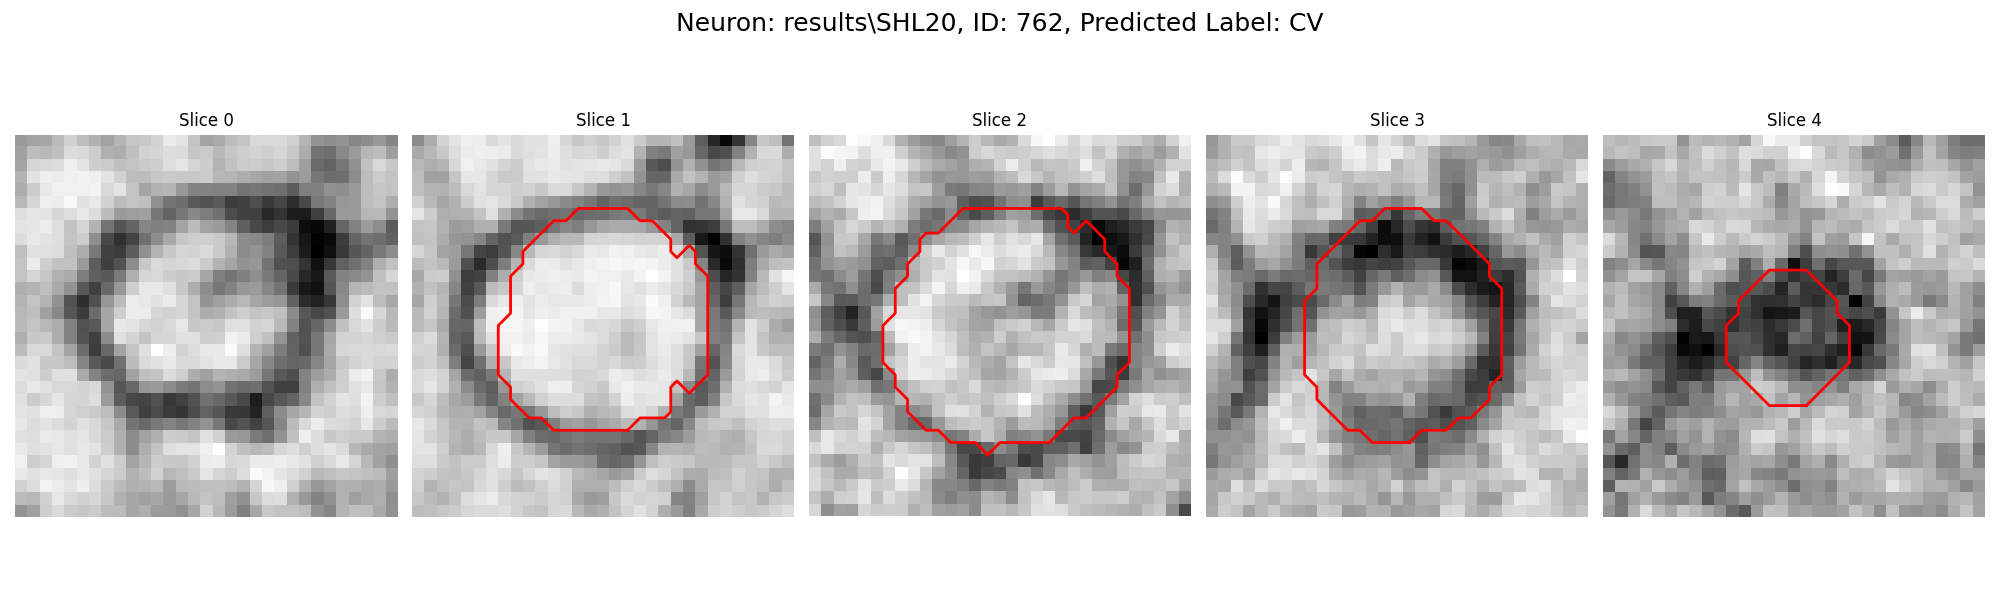 Neuron: results\SHL20, ID: 762, Predicted Label: CV
Slice 0
Slice 1
Slice 2
Slice 3
Slice 4